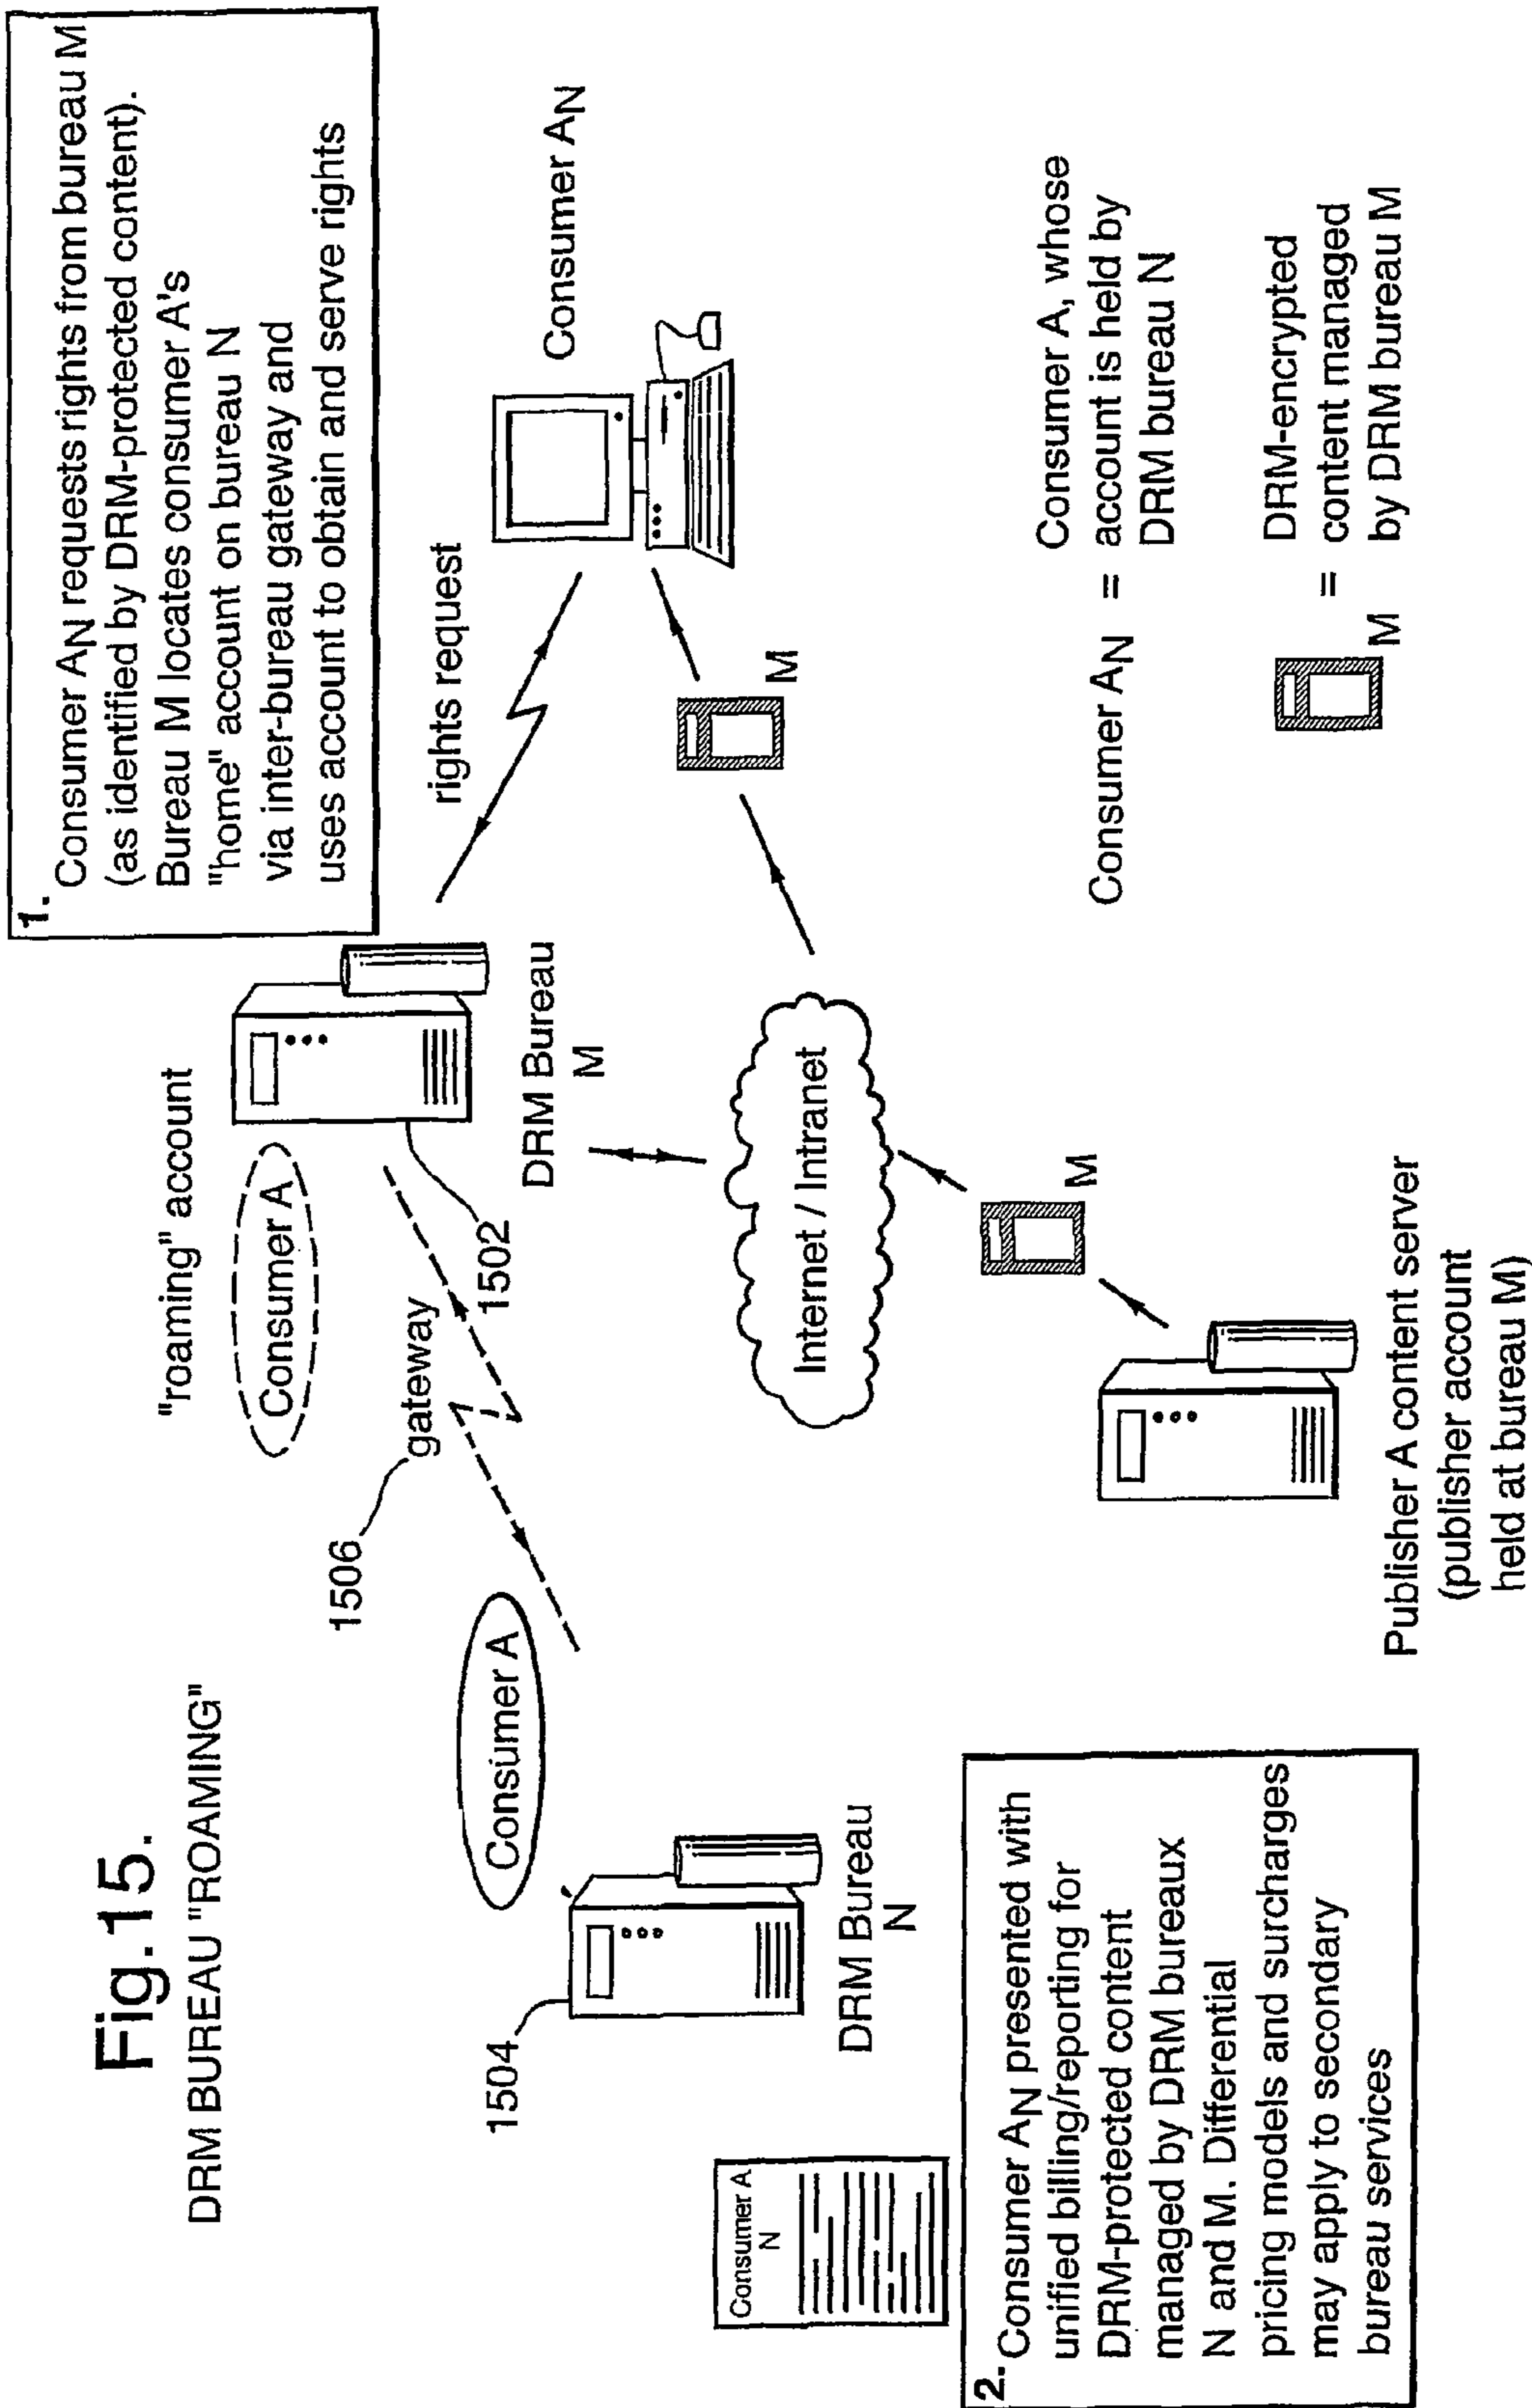 Fig.15.
DRM BUREAU "ROAMING"
1. Consumer AN requests rights from bureau M
(as identified by DRM-protected content).
Bureau M locates consumer A's
"home" account on bureau N
via inter-bureau gateway and
uses account to obtain and serve rights
"roaming" account
Consumer A
1506
gateway
1502
DRM Bureau
M
rights request
Consumer AN
M
Consumer A
1504
DRM Bureau
N
Internet / Intranet
M
Publisher A content server
(publisher account
held at bureau M)
Consumer A
N
2. Consumer AN presented with
unified billing/reporting for
DRM-protected content
managed by DRM bureaux
N and M. Differential
pricing models and surcharges
may apply to secondary
bureau services
Consumer AN = Consumer A, whose
account is held by
DRM bureau N
M = DRM-encrypted
content managed
by DRM bureau M